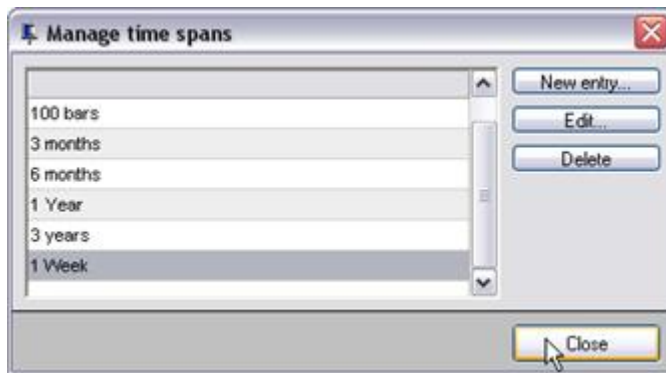 Manage time spans
New entry...
100 bars
Edit...
3 months
Delete
6 months
1 Year
3 years
1 Week
Close